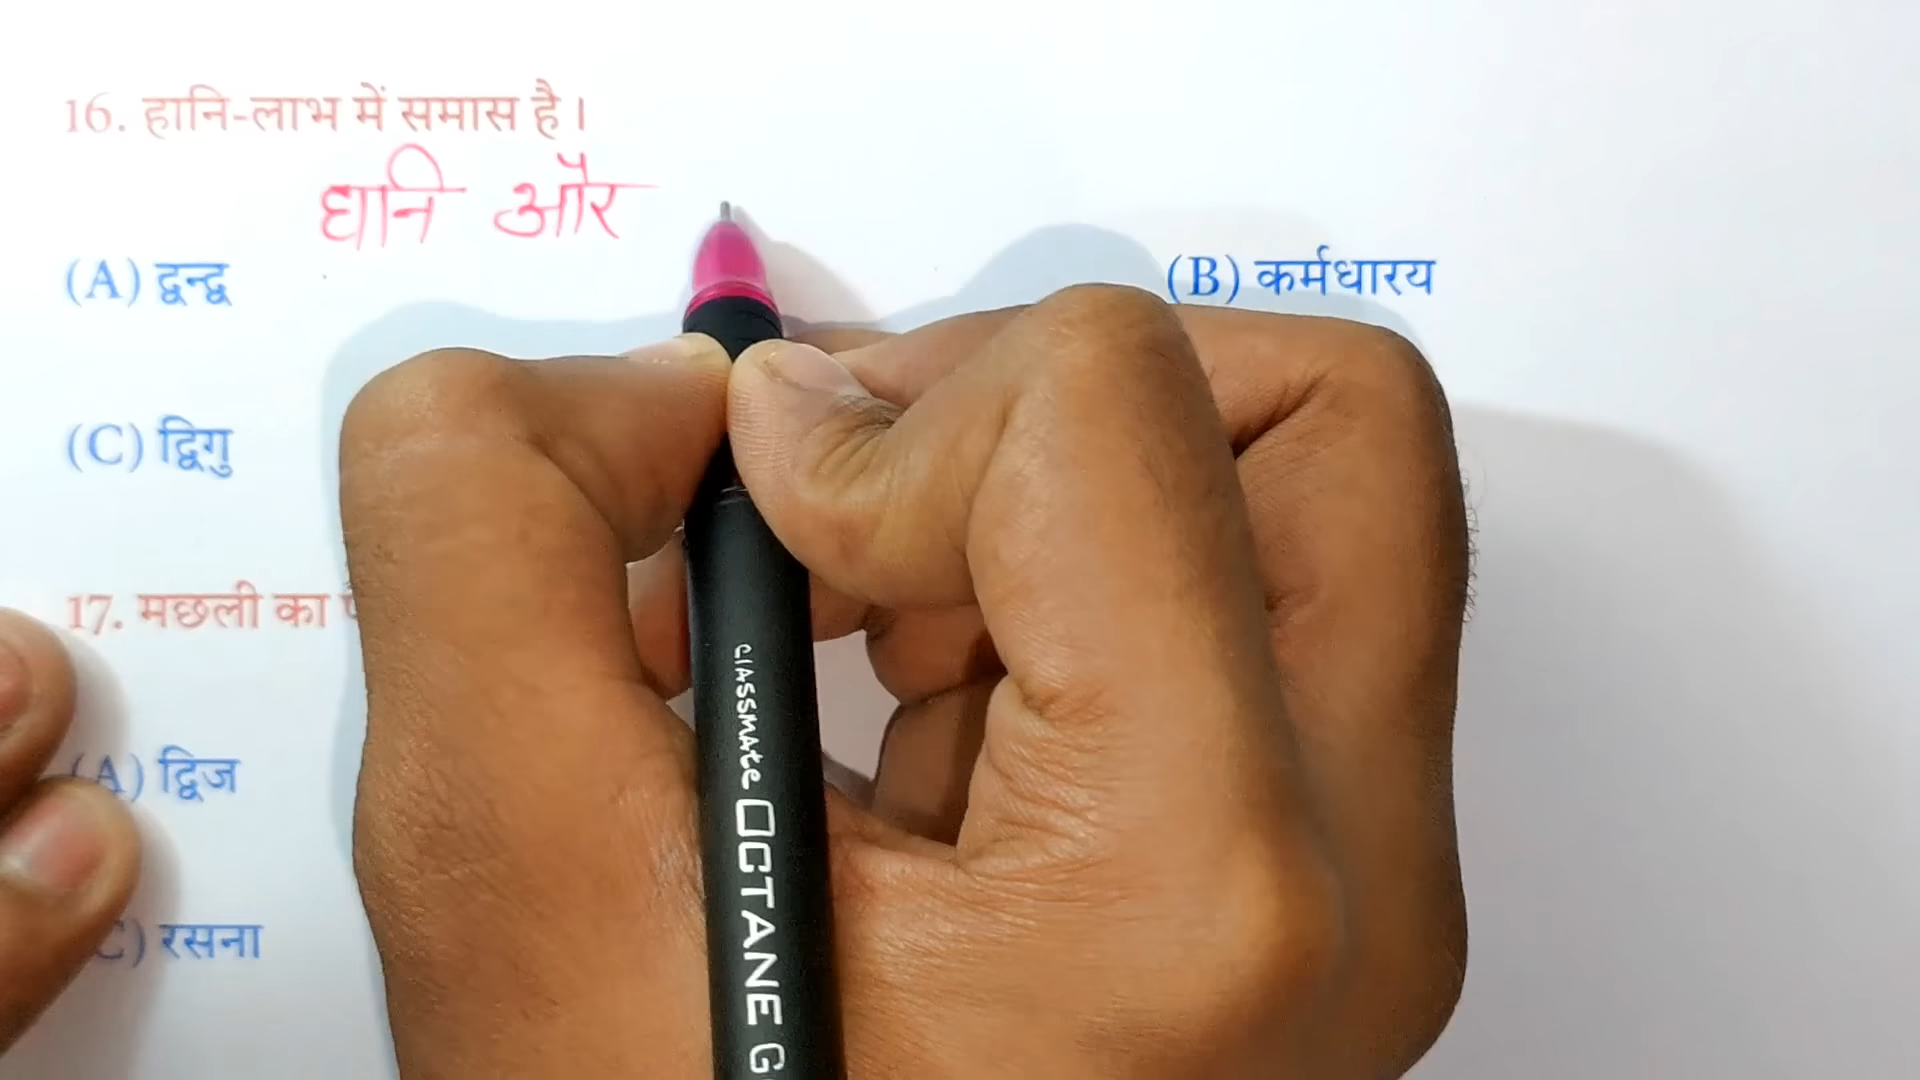 16. हानि-लाभ में समास है।
घानि और
(A) द्वन्द्व
(B) कर्मधारय
(C) द्विगु
17. मछली का
(A) द्विज
C) रसना
classmate OCTANE G